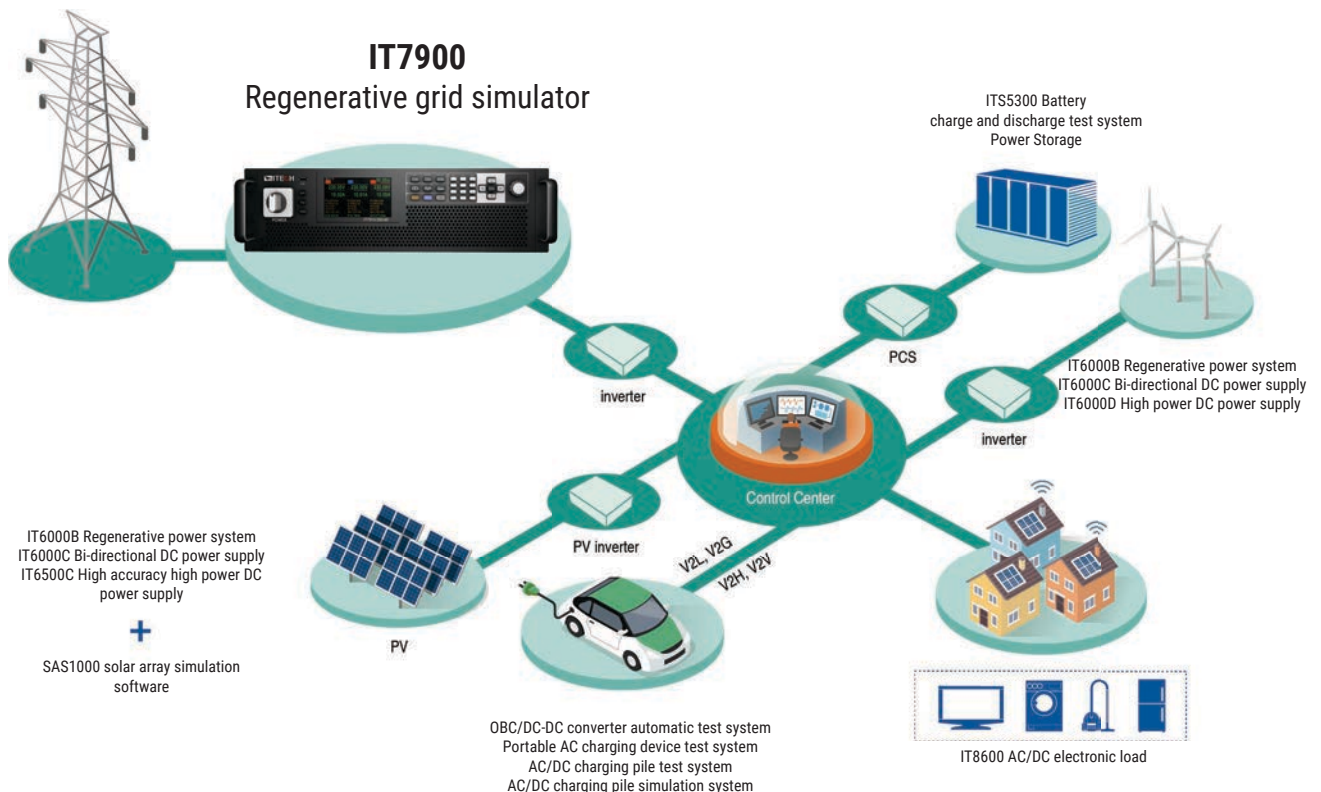 IT7900
Regenerative grid simulator
ITECH
ITS5300 Battery
charge and discharge test system
Power Storage
PCS
inverter
IT6000B Regenerative power system
IT6000C Bi-directional DC power supply
IT6000D High power DC power supply
inverter
Control Center
PV inverter
V2L, V2G
V2H, V2V
IT6000B Regenerative power system
IT6000C Bi-directional DC power supply
IT6500C High accuracy high power DC
power supply
+
SAS1000 solar array simulation
software
PV
OBC/DC-DC converter automatic test system
Portable AC charging device test system
AC/DC charging pile test system
AC/DC charging pile simulation system
IT8600 AC/DC electronic load